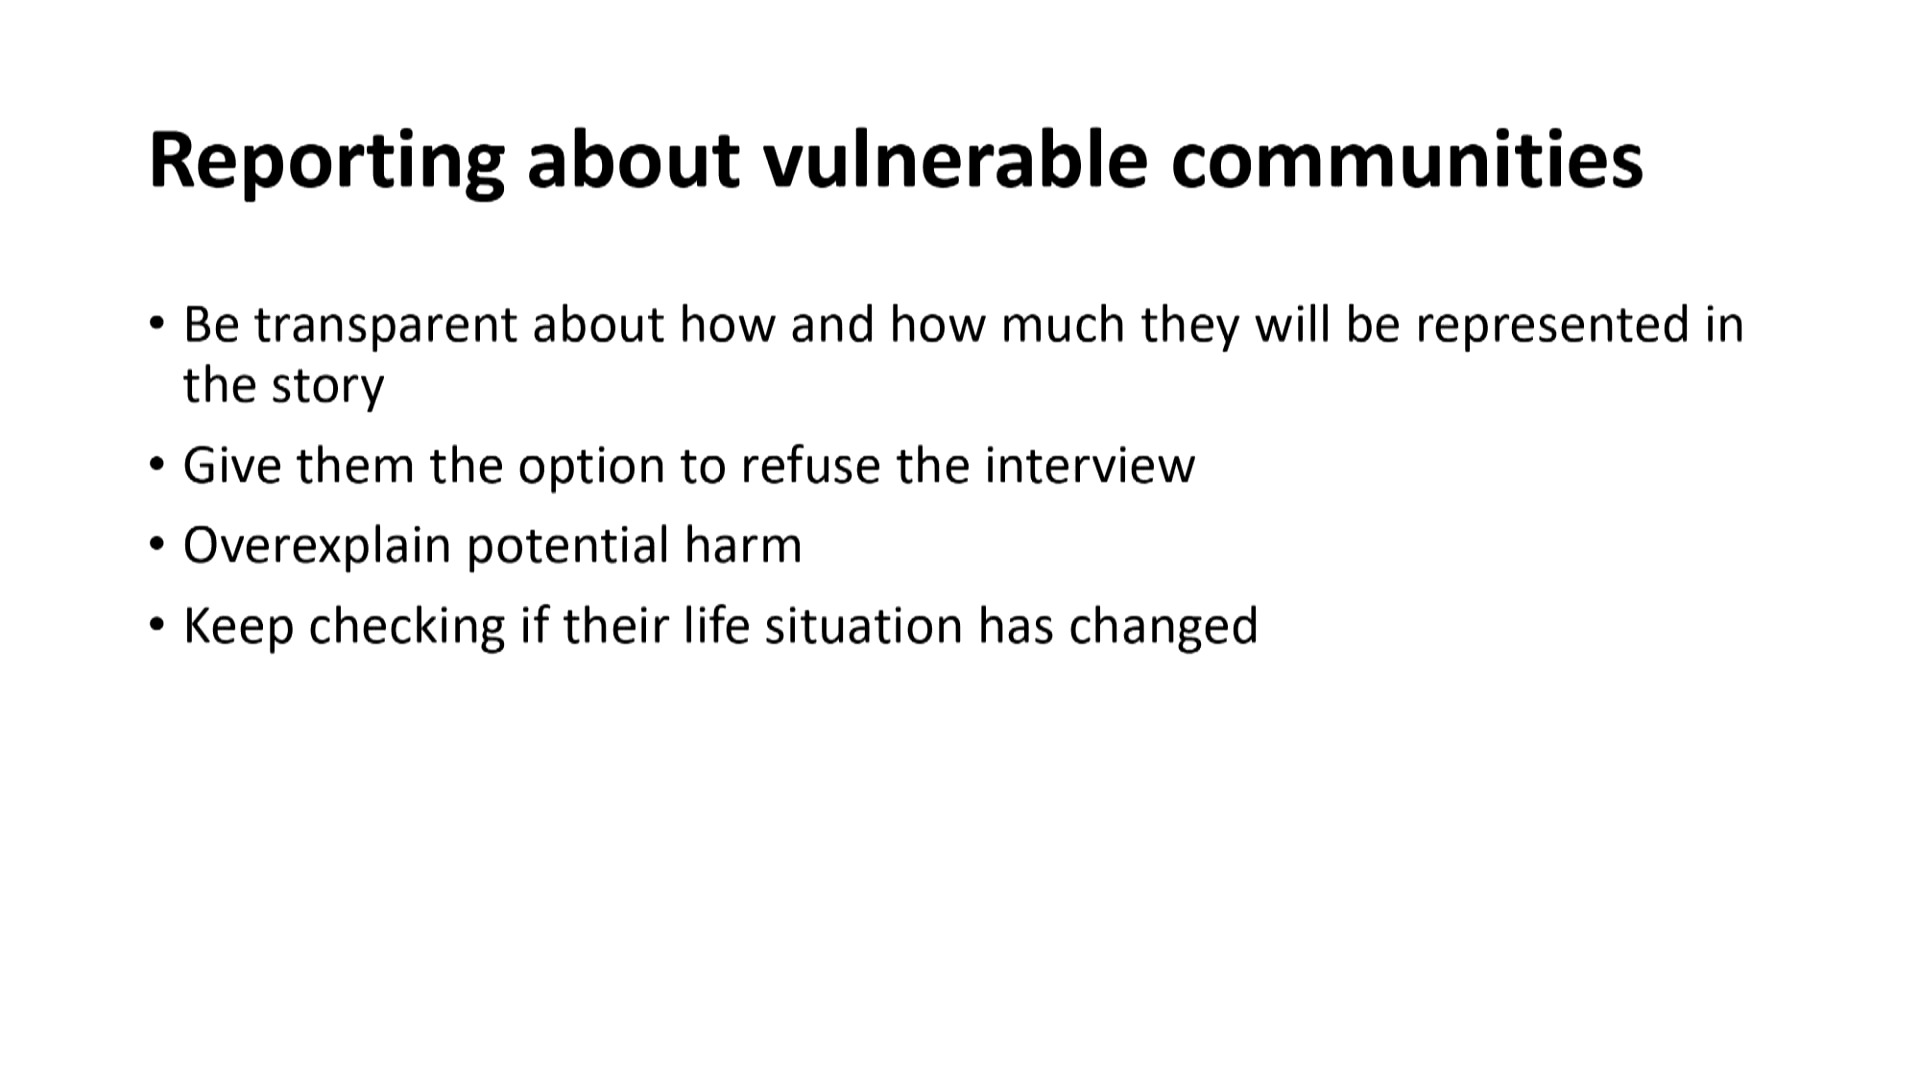 Reporting about vulnerable communities
• Be transparent about how and how much they will be represented in
the story
• Give them the option to refuse the interview
• Overexplain potential harm
• Keep checking if their life situation has changed